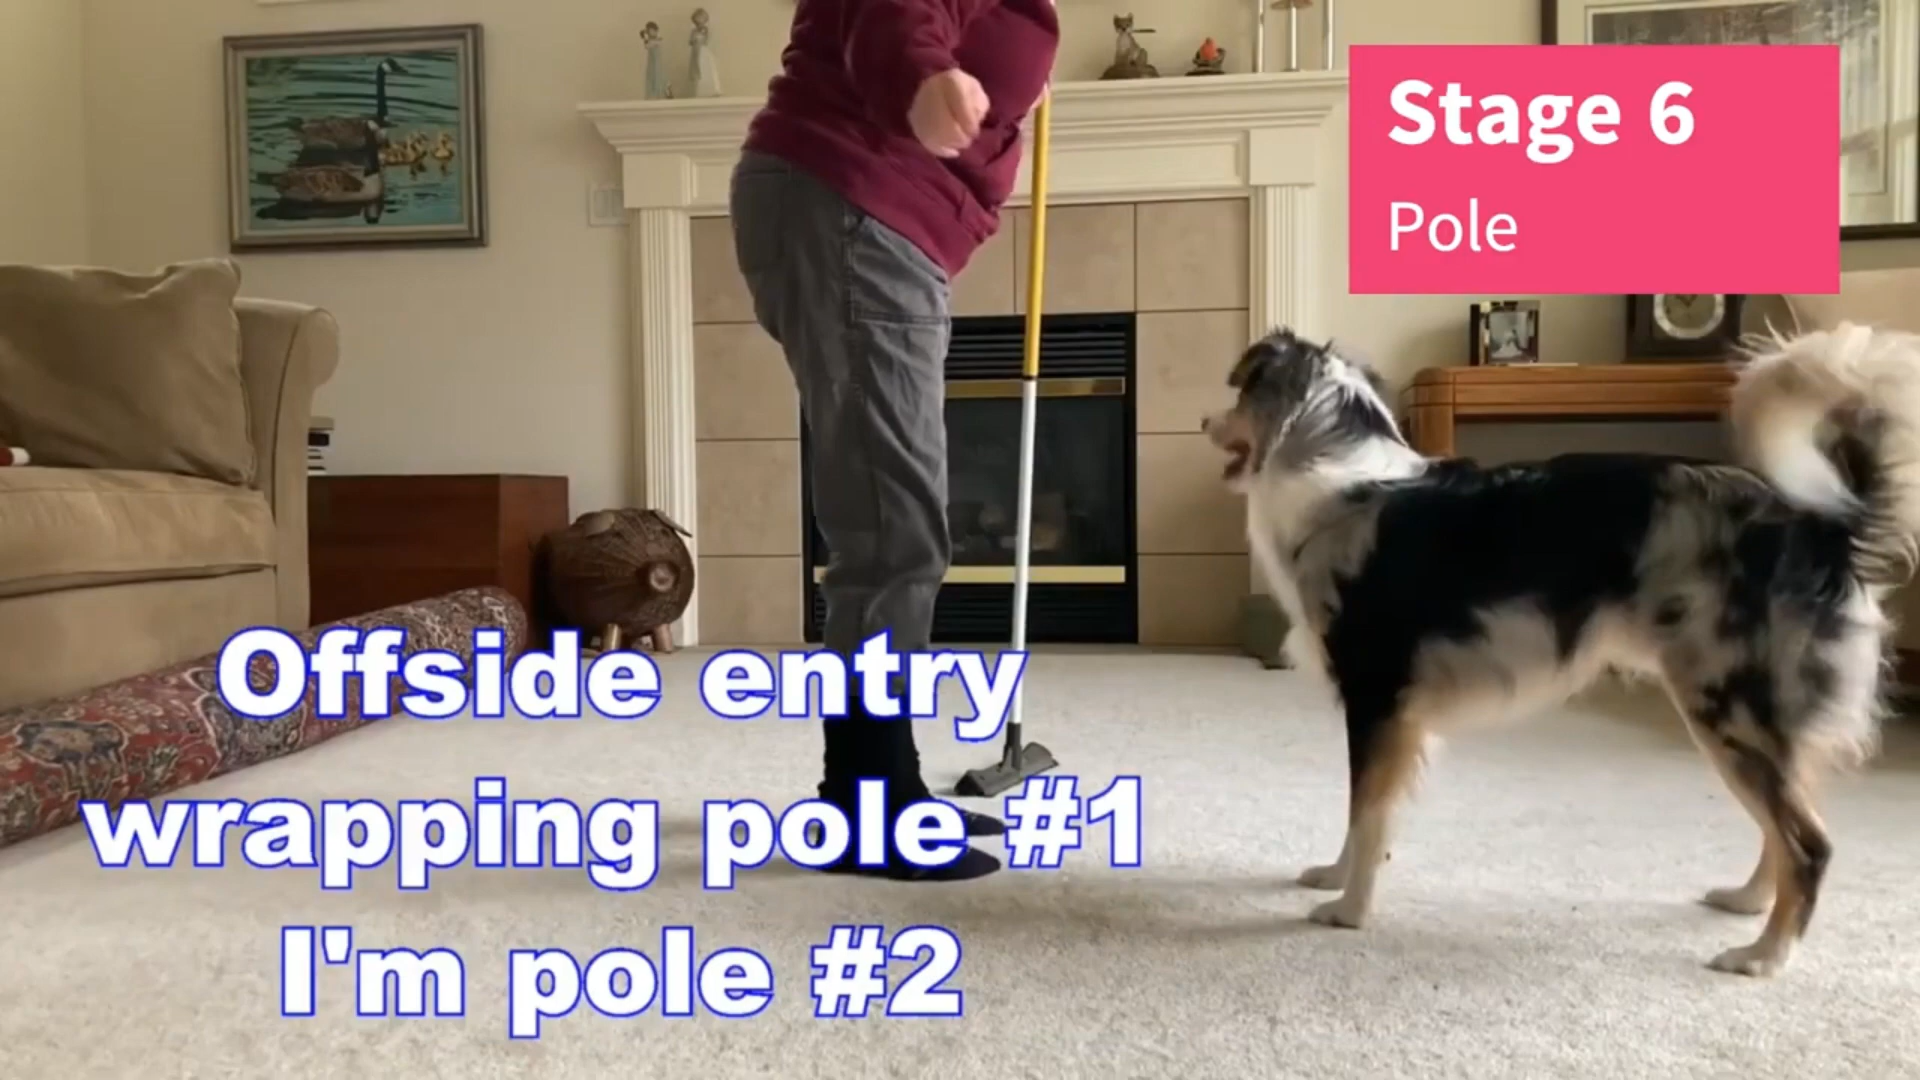 Stage 6
Pole
Offside entry
wrapping pole #1
I'm pole #2